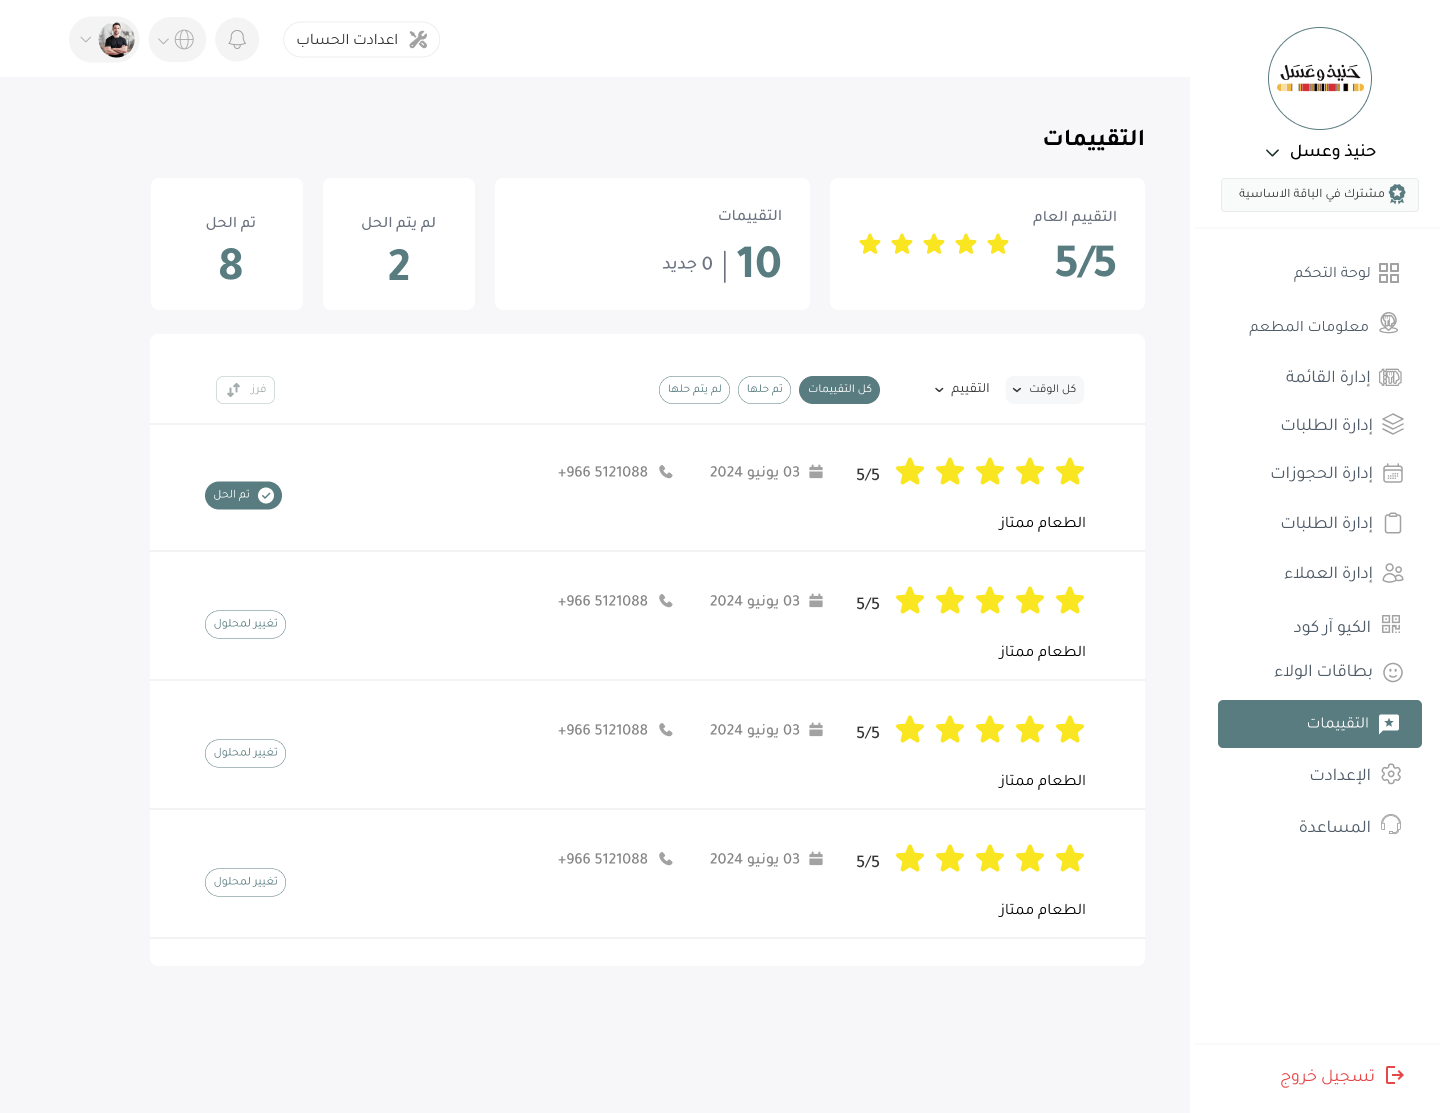 اعدادت الحساب
حنيذ وعسل
حنيذ وعسل
مشترك في الباقة الاساسية
لوحة التحكم
معلومات المطعم
إدارة القائمة
إدارة الطلبات
إدارة الحجوزات
إدارة الطلبات
إدارة العملاء
الكيو آر كود
بطاقات الولاء
التقييمات
الإعدادت
المساعدة
تسجيل خروج
التقييمات
التقييم العام
5/5
التقييمات
10 | 0 جديد
لم يتم الحل
2
تم الحل
8
كل الوقت التقييم كل التقييمات تم حلها لم يتم حلها فرز
5/5 03 يونيو 2024 +966 5121088
تم الحل
الطعام ممتاز
5/5 03 يونيو 2024 +966 5121088
تغيير لمحلول
الطعام ممتاز
5/5 03 يونيو 2024 +966 5121088
تغيير لمحلول
الطعام ممتاز
5/5 03 يونيو 2024 +966 5121088
تغيير لمحلول
الطعام ممتاز